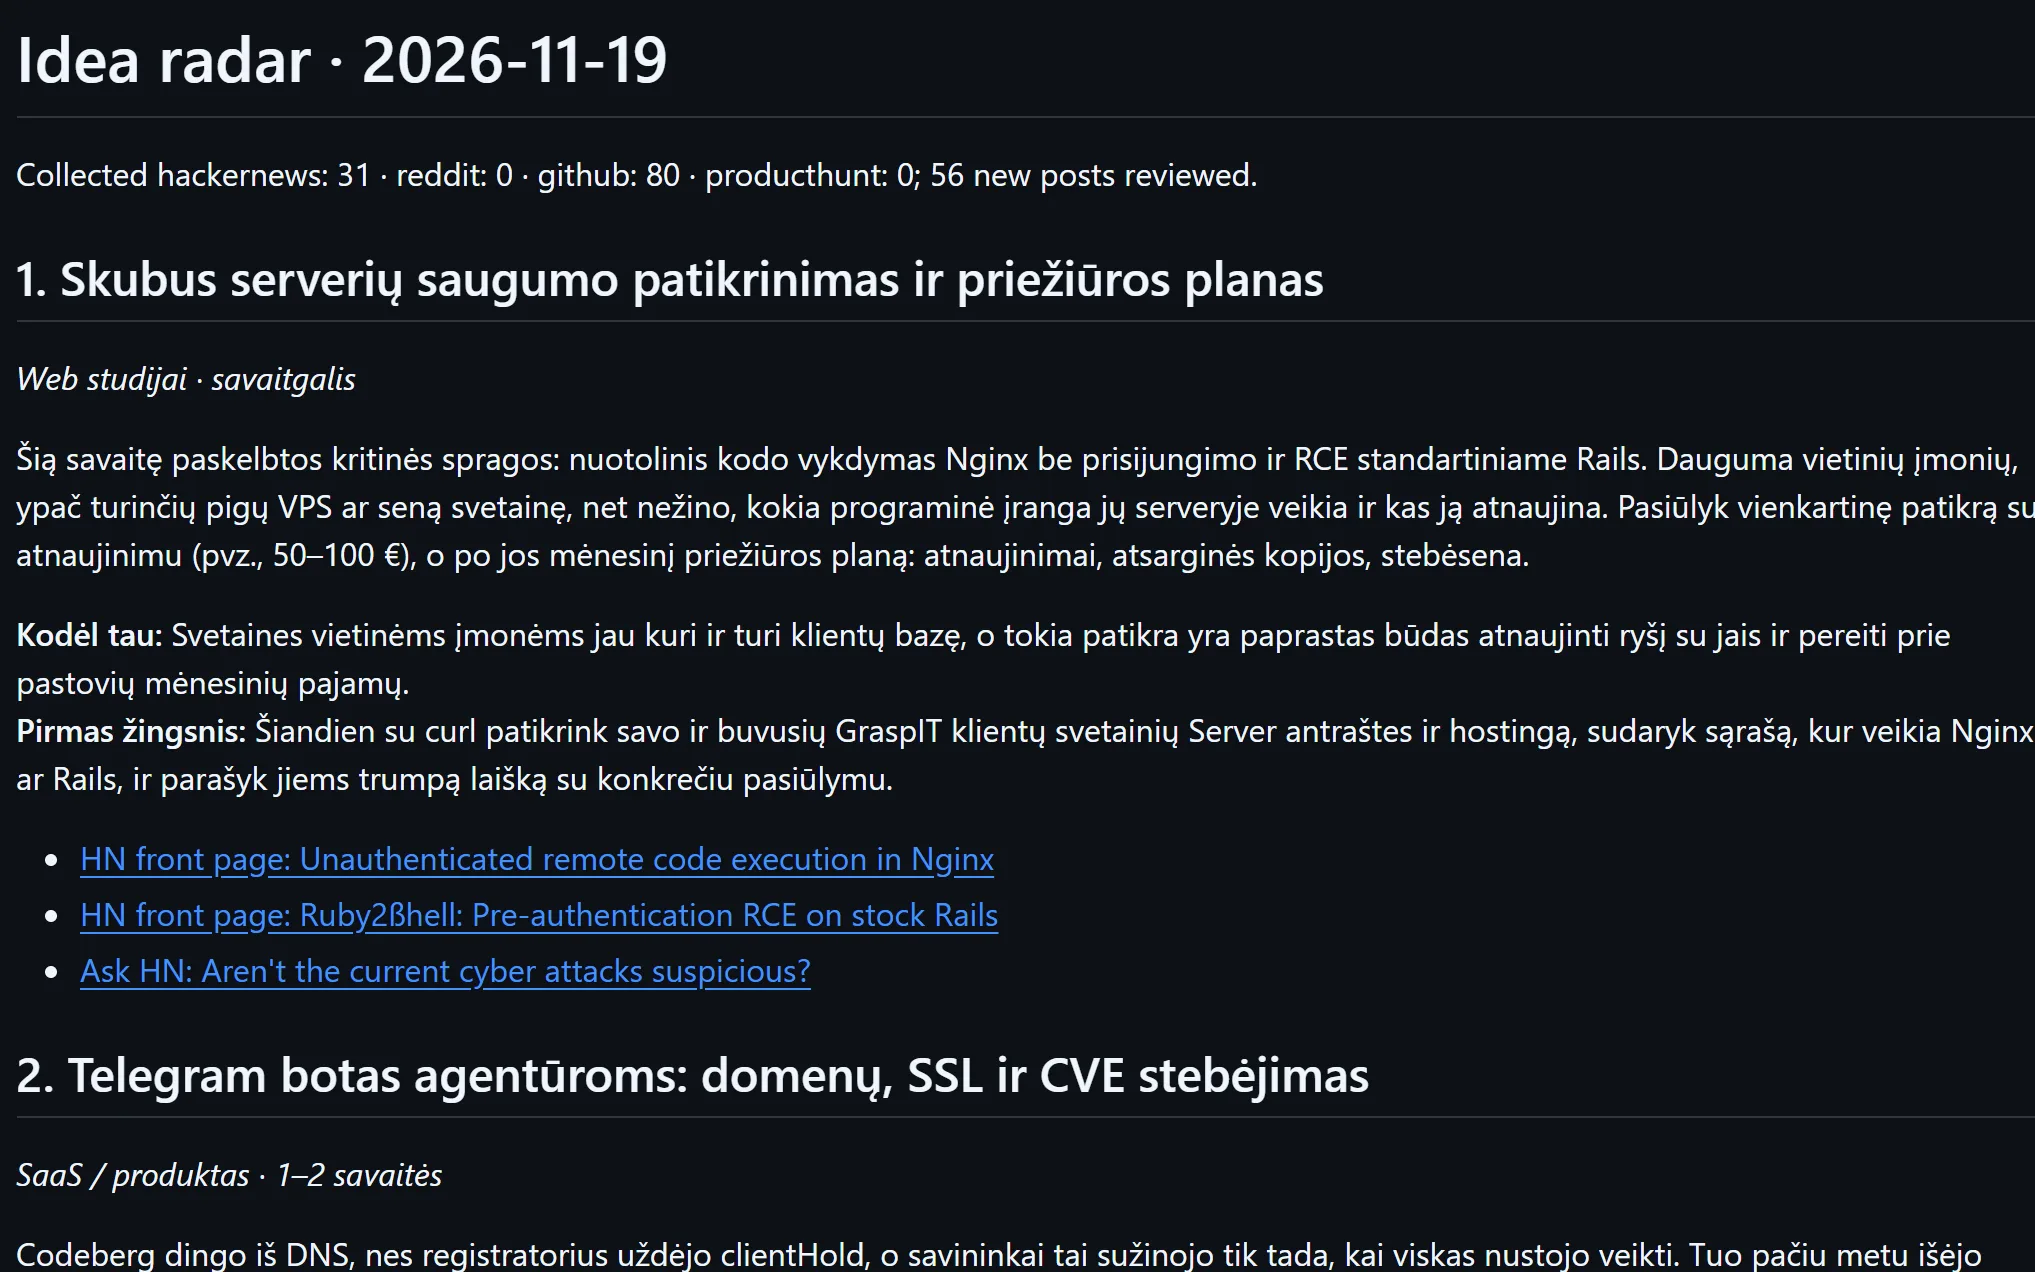 Idea radar · 2026-11-19
Collected hackernews: 31 · reddit: 0 · github: 80 · producthunt: 0; 56 new posts reviewed.
1. Skubus serverių saugumo patikrinimas ir priežiūros planas
Web studijai · savaitgalis
Šią savaitę paskelbtos kritinės spragos: nuotolinis kodo vykdymas Nginx be prisijungimo ir RCE standartiniame Rails. Dauguma vietinių įmonių,
ypač turinčių pigų VPS ar seną svetainę, net nežino, kokia programinė įranga jų serveryje veikia ir kas ją atnaujina. Pasiūlyk vienkartinę patikrą su
atnaujinimu (pvz., 50–100 €), o po jos mėnesinį priežiūros planą: atnaujinimai, atsarginės kopijos, stebėsena.
Kodėl tau: Svetaines vietinėms įmonėms jau kuri ir turi klientų bazę, o tokia patikra yra paprastas būdas atnaujinti ryšį su jais ir pereiti prie
pastovių mėnesinių pajamų.
Pirmas žingsnis: Šiandien su curl patikrink savo ir buvusių GraspIT klientų svetainių Server antraštes ir hostingą, sudaryk sąrašą, kur veikia Nginx
ar Rails, ir parašyk jiems trumpą laišką su konkrečiu pasiūlymu.
HN front page: Unauthenticated remote code execution in Nginx
HN front page: Ruby2ßhell: Pre-authentication RCE on stock Rails
Ask HN: Aren't the current cyber attacks suspicious?
2. Telegram botas agentūroms: domenų, SSL ir CVE stebėjimas
SaaS / produktas · 1–2 savaitės
Codeberg dingo iš DNS, nes registratorius uždėjo clientHold, o savininkai tai sužinojo tik tada, kai viskas nustojo veikti. Tuo pačiu metu išėjo